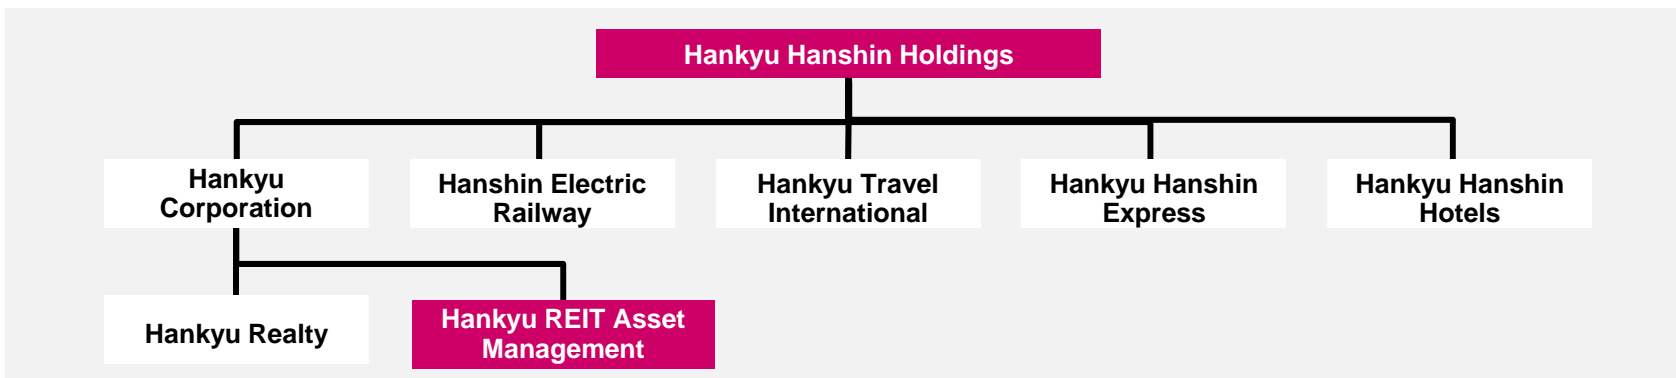 Hankyu Hanshin Holdings
Hankyu
Corporation
Hanshin Electric
Railway
Hankyu Travel
International
Hankyu Hanshin
Express
Hankyu Hanshin
Hotels
Hankyu Realty
Hankyu REIT Asset
Management